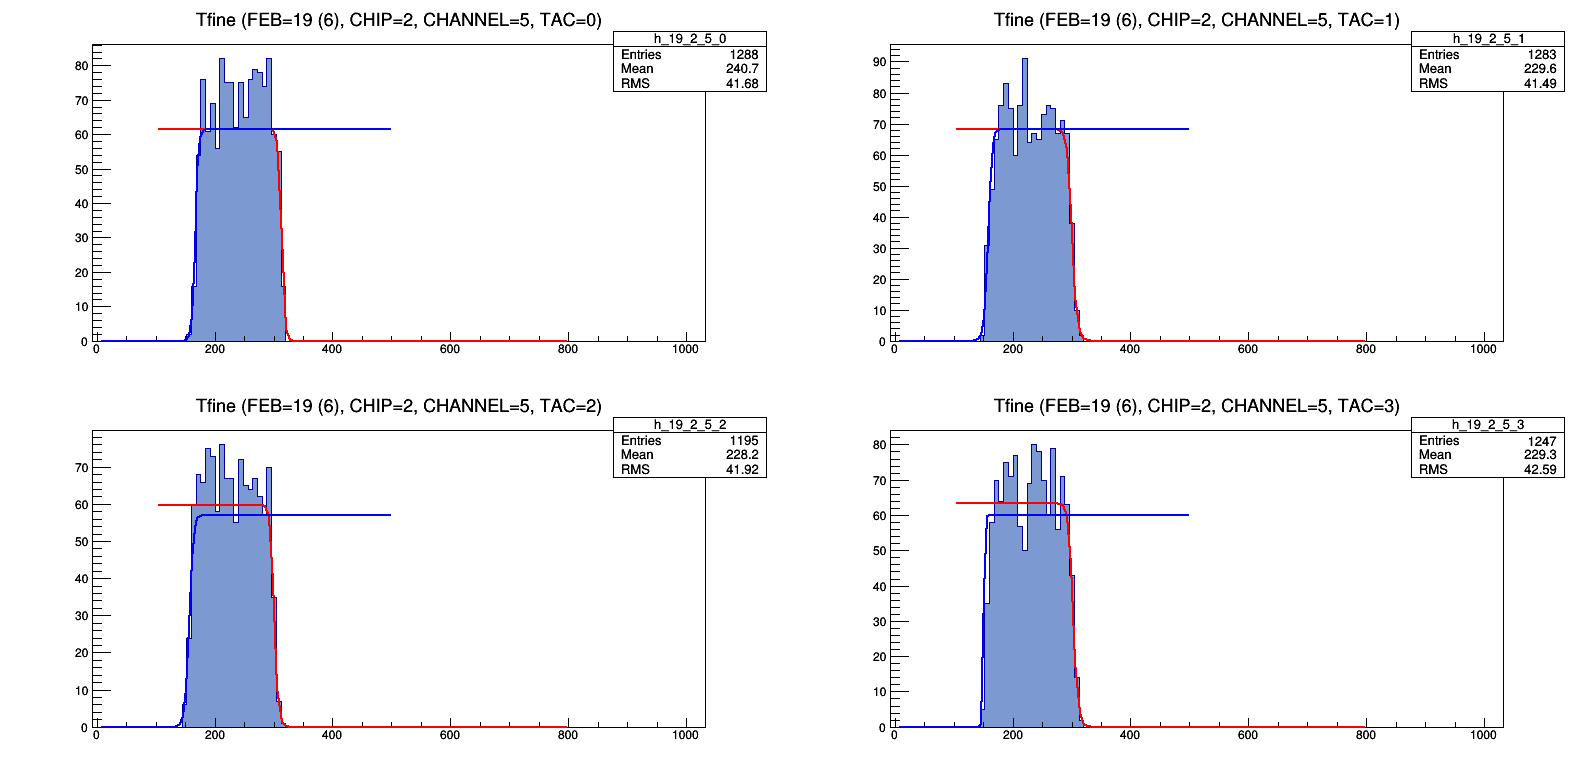 Tfine (FEB=19 (6), CHIP=2, CHANNEL=5, TAC=0)
h_19_2_5_0
Entries 1288
Mean 240.7
RMS 41.68
80
70
60
50
40
30
20
10
0
0 200 400 600 800 1000
Tfine (FEB=19 (6), CHIP=2, CHANNEL=5, TAC=1)
h_19_2_5_1
Entries 1283
Mean 229.6
RMS 41.49
90
80
70
60
50
40
30
20
10
0
0 200 400 600 800 1000
Tfine (FEB=19 (6), CHIP=2, CHANNEL=5, TAC=2)
h_19_2_5_2
Entries 1195
Mean 228.2
RMS 41.92
70
60
50
40
30
20
10
0
0 200 400 600 800 1000
Tfine (FEB=19 (6), CHIP=2, CHANNEL=5, TAC=3)
h_19_2_5_3
Entries 1247
Mean 229.3
RMS 42.59
80
70
60
50
40
30
20
10
0
0 200 400 600 800 1000